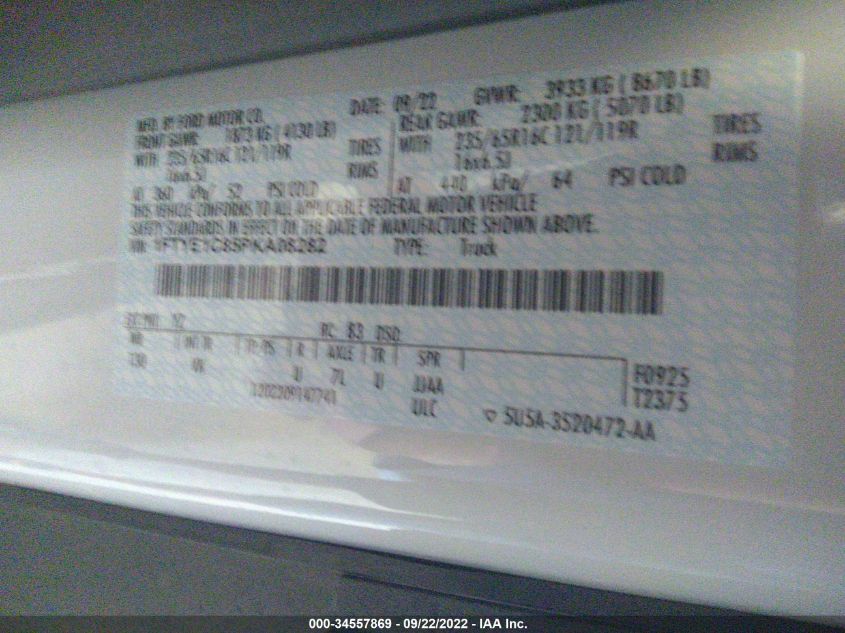 MFD. BY FORD MOTOR CO. DATE: 09/22 GVWR: 3933 KG ( 8670 LB)
FRONT GAWR: 1873 KG ( 4130 LB) REAR GAWR: 2300 KG ( 5070 LB)
WITH 235/65R16C 121/119R TIRES WITH 235/65R16C 121/119R TIRES
16x6.5J RIMS 16x6.5J RIMS
AT 360 kPa/ 52 PSI COLD AT 440 kPa/ 64 PSI COLD
THIS VEHICLE CONFORMS TO ALL APPLICABLE FEDERAL MOTOR VEHICLE
SAFETY STANDARDS IN EFFECT ON THE DATE OF MANUFACTURE SHOWN ABOVE.
VIN: 1FTYE1C85PKA08282 TYPE: Truck
EXT PNT: YZ RC: 83 DSO:
WB INT TR TP/PS R AXLE TR SPR F0925
130 VK U 7L U JJAA T2375
1202209147741 ULC ▽ 5U5A-3520472-AA
000-34557869 - 09/22/2022 - IAA Inc.